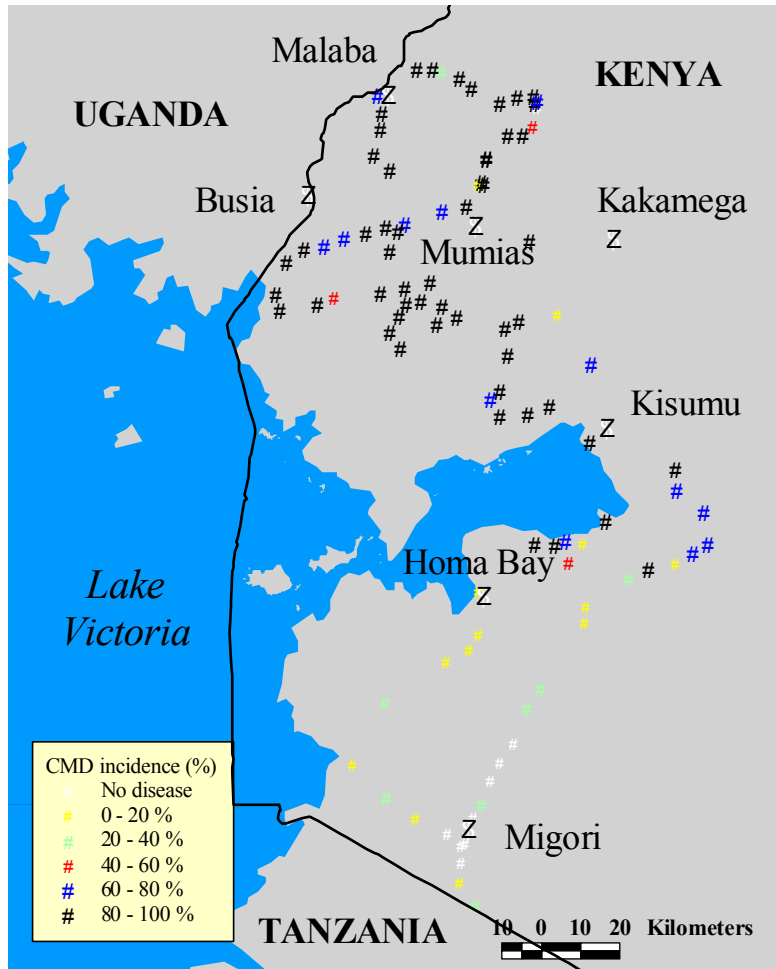 Malaba
KENYA
UGANDA
Busia
Kakamega
Mumias
Kisumu
Homa Bay
Lake
Victoria
CMD incidence (%)
# No disease
# 0 - 20 %
# 20 - 40 %
# 40 - 60 %
# 60 - 80 %
# 80 - 100 %
Migori
TANZANIA
10 0 10 20 Kilometers